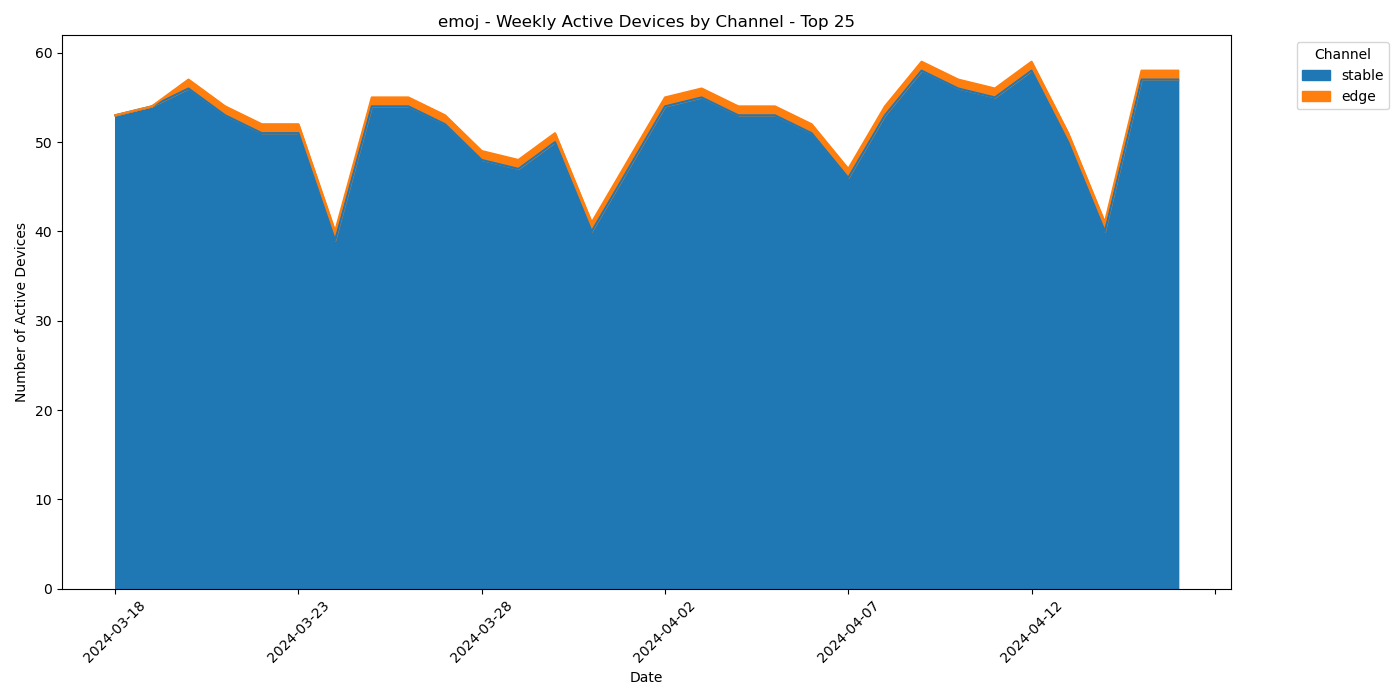 emoj - Weekly Active Devices by Channel - Top 25
Channel
stable
edge
Number of Active Devices
60
50
40
30
20
10
0
2024-03-18
2024-03-23
2024-03-28
2024-04-02
2024-04-07
2024-04-12
Date